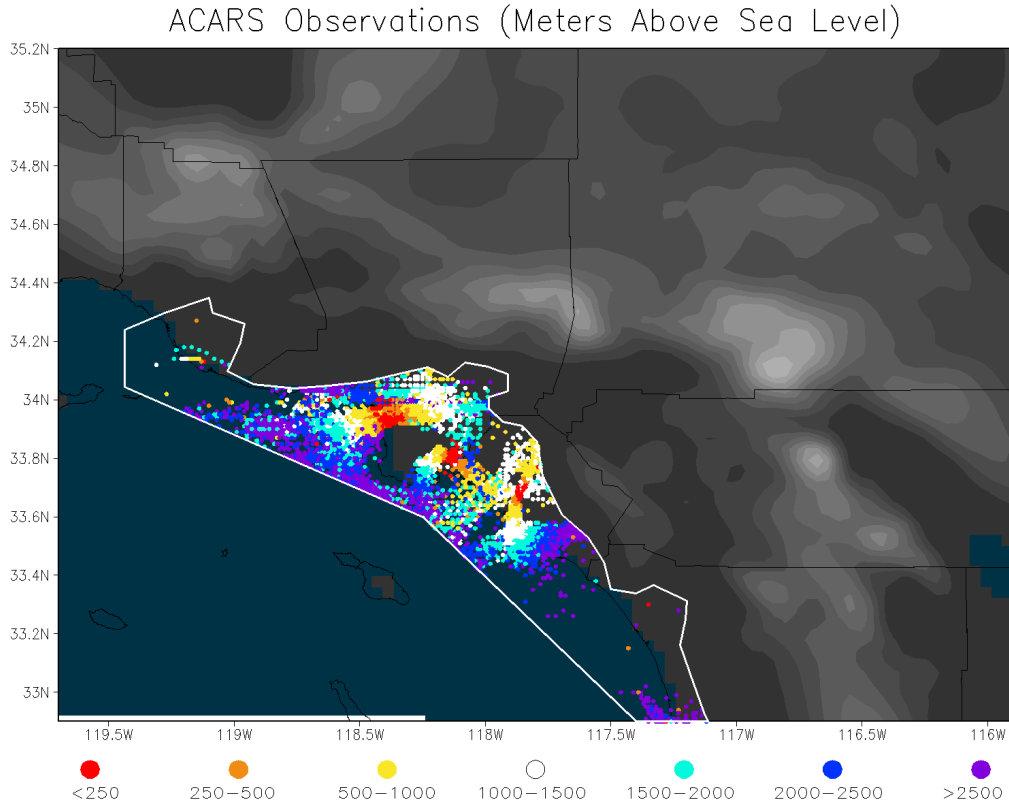 ACARS Observations (Meters Above Sea Level)
35.2N
35N
34.8N
34.6N
34.4N
34.2N
34N
33.8N
33.6N
33.4N
33.2N
33N
119.5W 119W 118.5W 118W 117.5W 117W 116.5W 116W
<250 250-500 500-1000 1000-1500 1500-2000 2000-2500 >2500